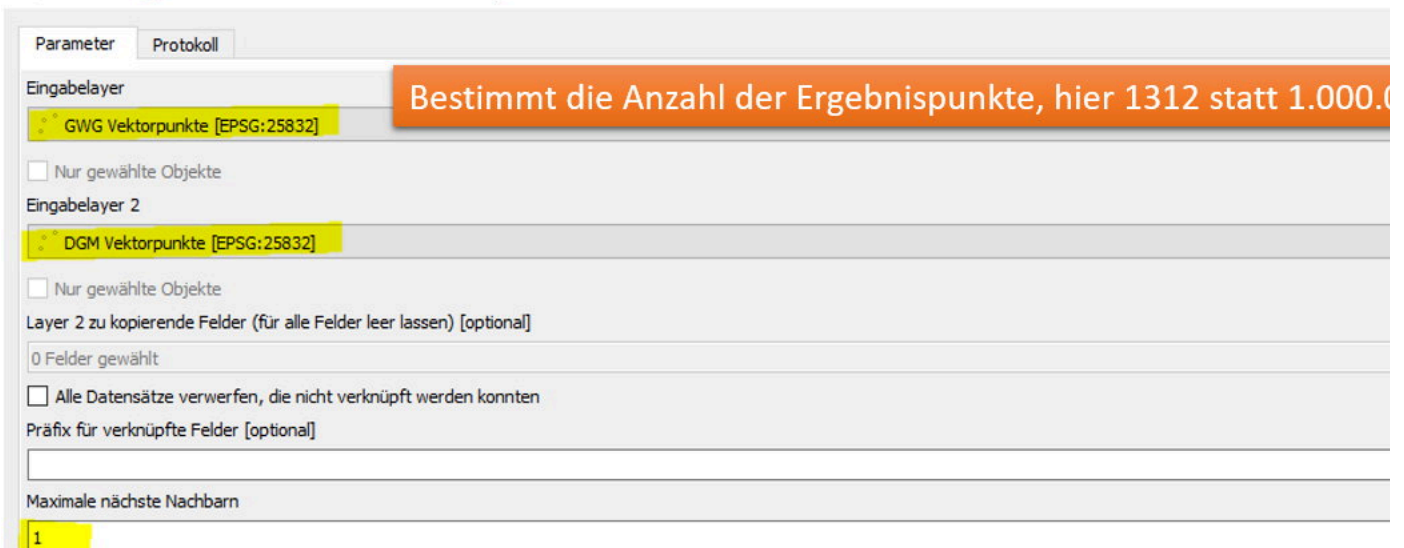 Parameter Protokoll
Eingabelayer
Bestimmt die Anzahl der Ergebnispunkte, hier 1312 statt 1.000.0
GWG Vektorpunkte [EPSG:25832]
Nur gewählte Objekte
Eingabelayer 2
DGM Vektorpunkte [EPSG:25832]
Nur gewählte Objekte
Layer 2 zu kopierende Felder (für alle Felder leer lassen) [optional]
0 Felder gewählt
Alle Datensätze verwerfen, die nicht verknüpft werden konnten
Präfix für verknüpfte Felder [optional]
Maximale nächste Nachbarn
1